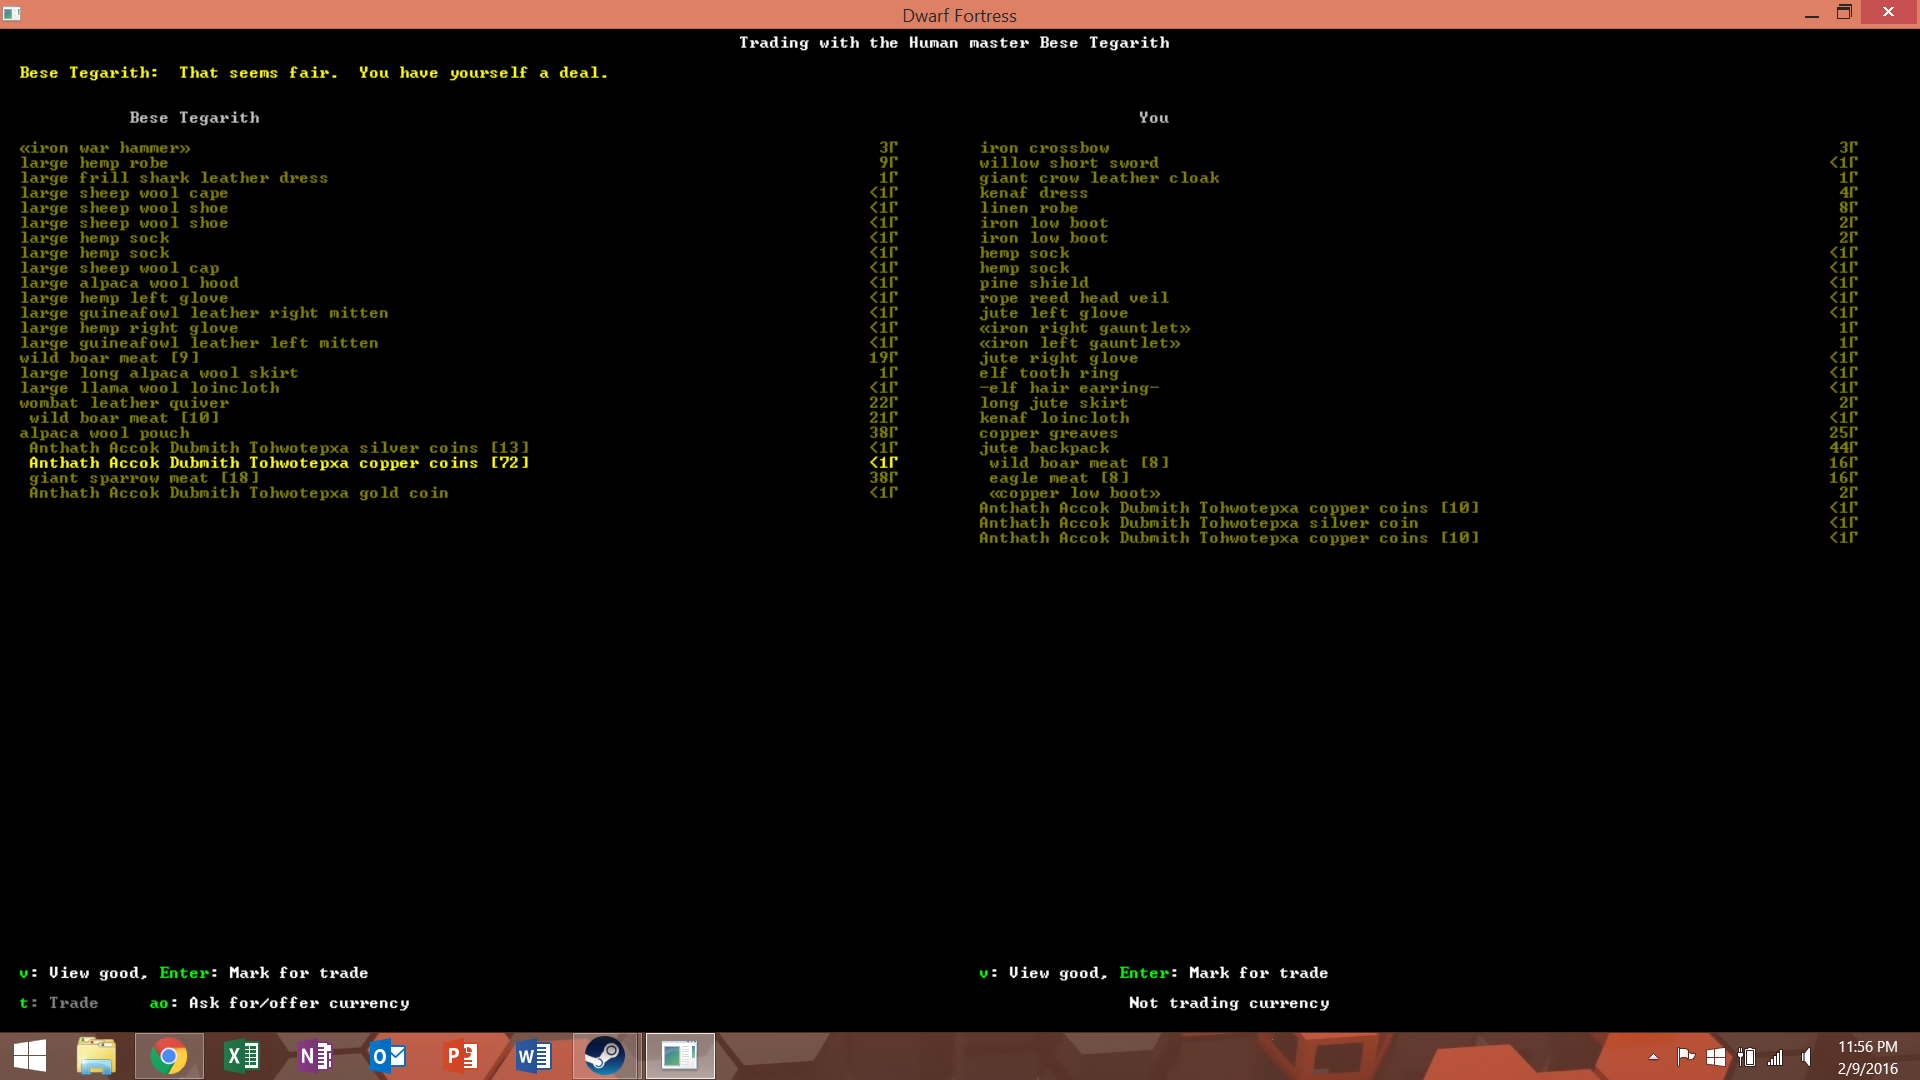 Dwarf Fortress
Trading with the Human master Bese Tegarith
Bese Tegarith:  That seems fair.  You have yourself a deal.
Bese Tegarith
«iron war hammer» 3Γ
large hemp robe 9Γ
large frill shark leather dress 1Γ
large sheep wool cape <1Γ
large sheep wool shoe <1Γ
large sheep wool shoe <1Γ
large hemp sock <1Γ
large hemp sock <1Γ
large sheep wool cap <1Γ
large alpaca wool hood <1Γ
large hemp left glove <1Γ
large guineafowl leather right mitten <1Γ
large hemp right glove <1Γ
large guineafowl leather left mitten <1Γ
wild boar meat [9] 19Γ
large long alpaca wool skirt 1Γ
large llama wool loincloth <1Γ
wombat leather quiver 22Γ
wild boar meat [10] 21Γ
alpaca wool pouch 38Γ
Anthath Accok Dubmith Tohwotepxa silver coins [13] <1Γ
Anthath Accok Dubmith Tohwotepxa copper coins [72] <1Γ
giant sparrow meat [18] 38Γ
Anthath Accok Dubmith Tohwotepxa gold coin <1Γ
You
iron crossbow 3Γ
willow short sword <1Γ
giant crow leather cloak 1Γ
kenaf dress 4Γ
linen robe 8Γ
iron low boot 2Γ
iron low boot 2Γ
hemp sock <1Γ
hemp sock <1Γ
pine shield <1Γ
rope reed head veil <1Γ
jute left glove <1Γ
«iron right gauntlet» 1Γ
«iron left gauntlet» 1Γ
jute right glove <1Γ
elf tooth ring <1Γ
-elf hair earring- <1Γ
long jute skirt 2Γ
kenaf loincloth <1Γ
copper greaves 25Γ
jute backpack 44Γ
wild boar meat [8] 16Γ
eagle meat [8] 16Γ
«copper low boot» 2Γ
Anthath Accok Dubmith Tohwotepxa copper coins [10] <1Γ
Anthath Accok Dubmith Tohwotepxa silver coin <1Γ
Anthath Accok Dubmith Tohwotepxa copper coins [10] <1Γ
v: View good, Enter: Mark for trade
v: View good, Enter: Mark for trade
t: Trade ao: Ask for/offer currency
Not trading currency
11:56 PM
2/9/2016